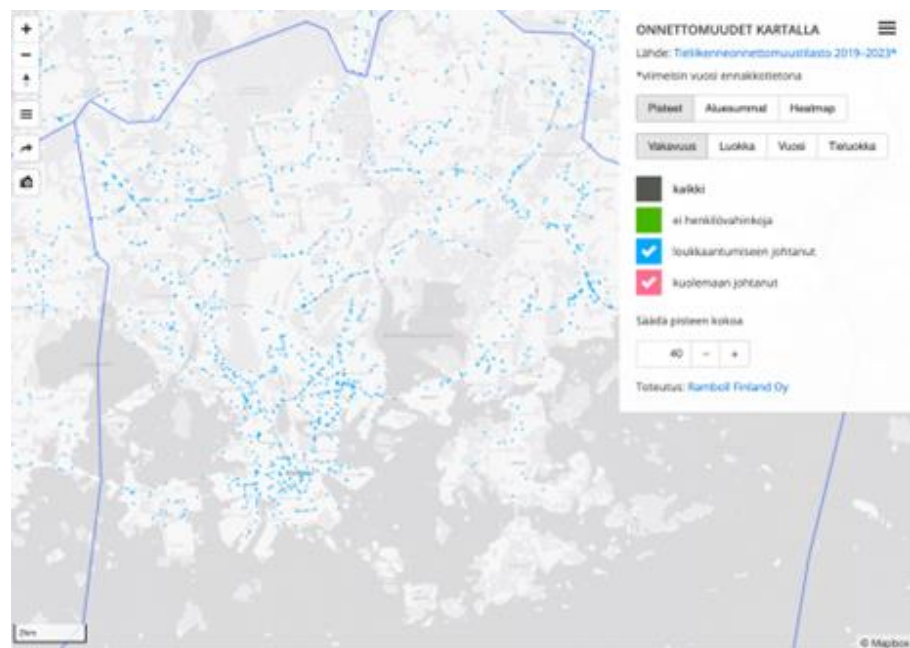 ONNETTOMUUDET KARTALLA
Lähde: Tieliikenneonnettomuustilasto 2019–2023*
*viimeisin vuosi ennakkotietona
Pisteet Aluesummat Heatmap
Vakavuus Luokka Vuosi Tieluokka
kaikki
ei henkilövahinkoja
loukkaantumiseen johtanut
kuolemaan johtanut
Säädä pisteen kokoa
40 − +
Toteutus: Ramboll Finland Oy
2km
© Mapbox